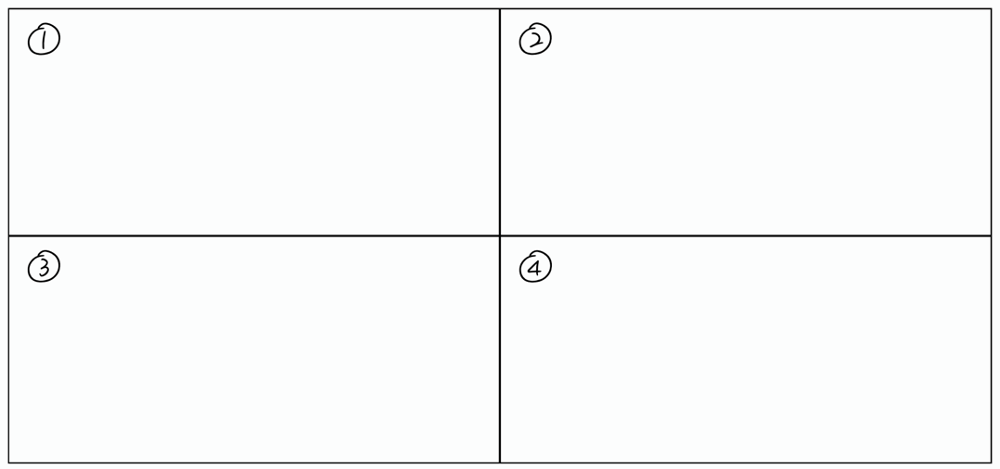 ①
②
③
④